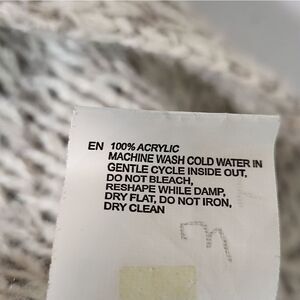 EN 100% ACRYLIC
MACHINE WASH COLD WATER IN
GENTLE CYCLE INSIDE OUT.
DO NOT BLEACH,
RESHAPE WHILE DAMP,
DRY FLAT, DO NOT IRON,
DRY CLEAN